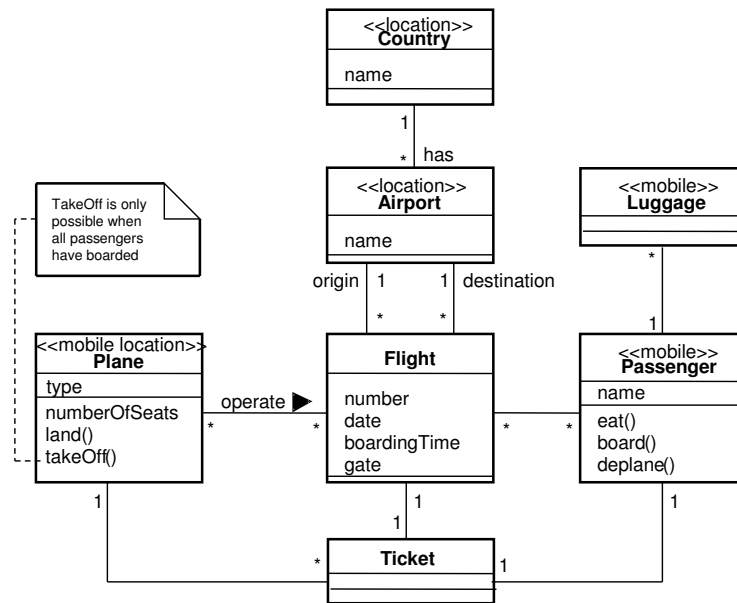 <<location>>
Country
name
1
* has
<<location>>
Airport
name
<<mobile>>
Luggage
TakeOff is only
possible when
all passengers
have boarded
origin 1 1 destination
* *
*
1
<<mobile location>>
Plane
type
numberOfSeats
land()
takeOff()
operate
* *
Flight
number
date
boardingTime
gate
* *
<<mobile>>
Passenger
name
eat()
board()
deplane()
1 1 1
1
* Ticket 1